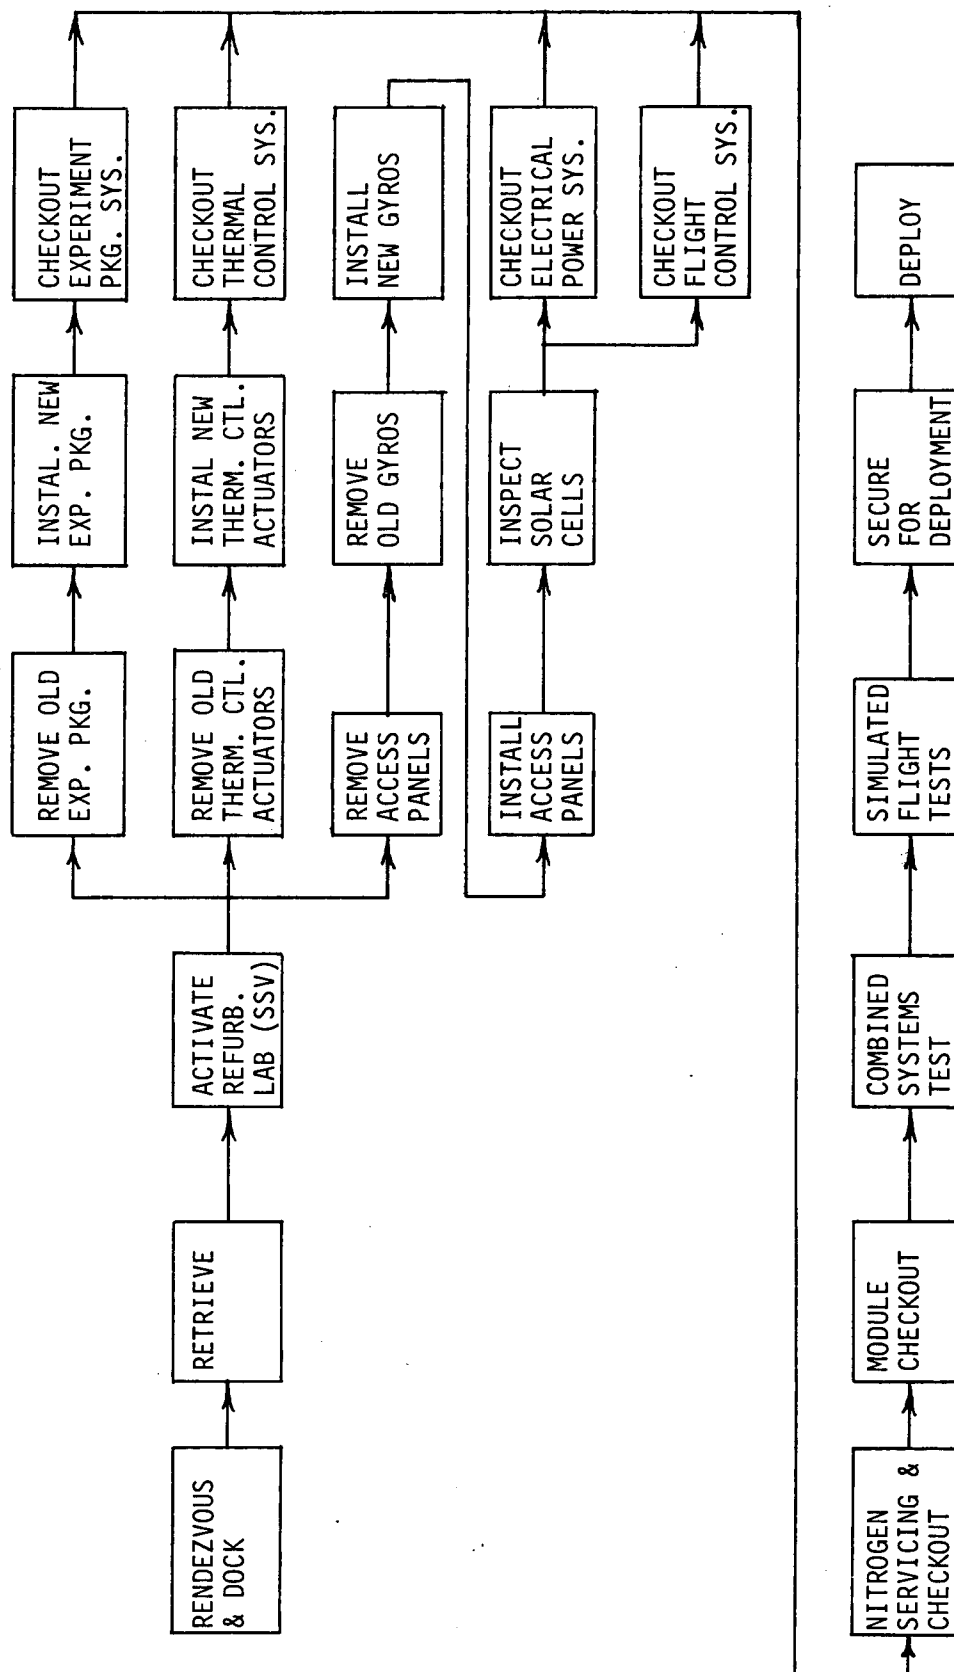 RENDEZVOUS
& DOCK
RETRIEVE
ACTIVATE
REFURB.
LAB (SSV)
REMOVE OLD
EXP. PKG.
INSTAL. NEW
EXP. PKG.
CHECKOUT
EXPERIMENT
PKG. SYS.
REMOVE OLD
THERM. CTL.
ACTUATORS
INSTAL NEW
THERM. CTL.
ACTUATORS
CHECKOUT
THERMAL
CONTROL SYS.
REMOVE
ACCESS
PANELS
REMOVE
OLD GYROS
INSTALL
NEW GYROS
INSTALL
ACCESS
PANELS
INSPECT
SOLAR
CELLS
CHECKOUT
ELECTRICAL
POWER SYS.
CHECKOUT
FLIGHT
CONTROL SYS.
NITROGEN
SERVICING &
CHECKOUT
MODULE
CHECKOUT
COMBINED
SYSTEMS
TEST
SIMULATED
FLIGHT
TESTS
SECURE
FOR
DEPLOYMENT
DEPLOY